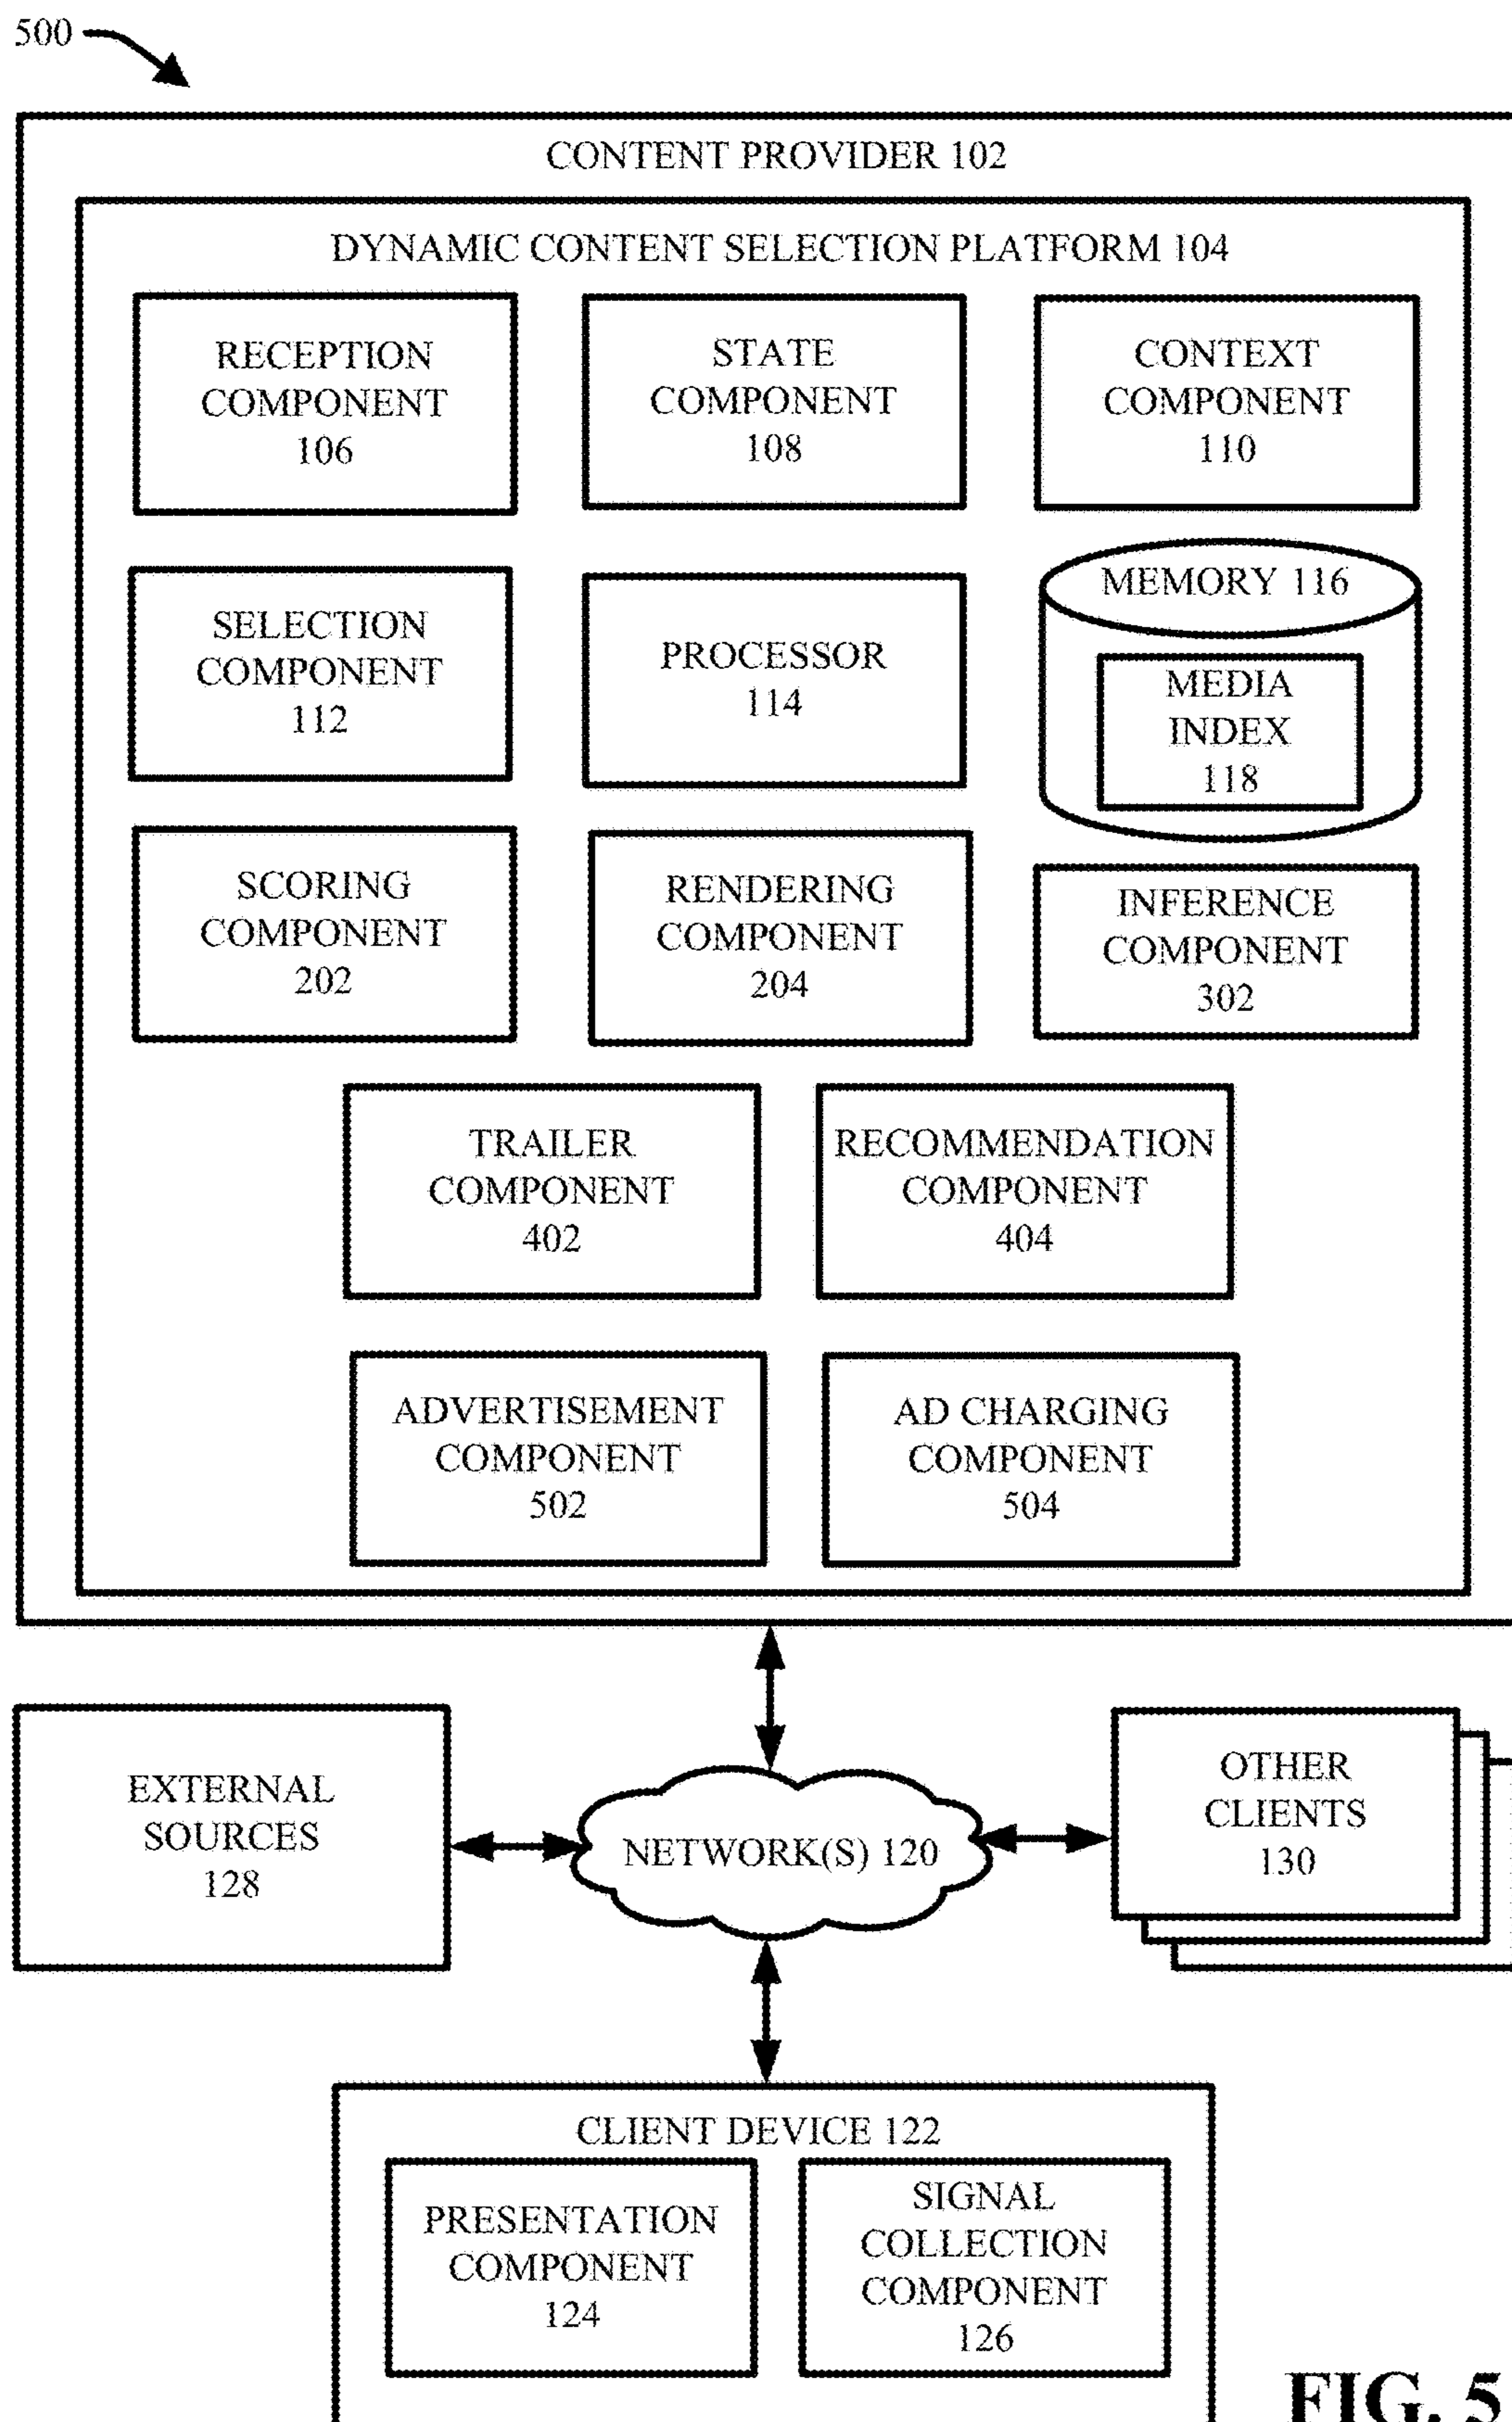 500
CONTENT PROVIDER 102
DYNAMIC CONTENT SELECTION PLATFORM 104
RECEPTION
COMPONENT
106
STATE
COMPONENT
108
CONTEXT
COMPONENT
110
SELECTION
COMPONENT
112
PROCESSOR
114
MEMORY 116
MEDIA
INDEX
118
SCORING
COMPONENT
202
RENDERING
COMPONENT
204
INFERENCE
COMPONENT
302
TRAILER
COMPONENT
402
RECOMMENDATION
COMPONENT
404
ADVERTISEMENT
COMPONENT
502
AD CHARGING
COMPONENT
504
EXTERNAL
SOURCES
128
NETWORK(S) 120
OTHER
CLIENTS
130
CLIENT DEVICE 122
PRESENTATION
COMPONENT
124
SIGNAL
COLLECTION
COMPONENT
126
FIG. 5